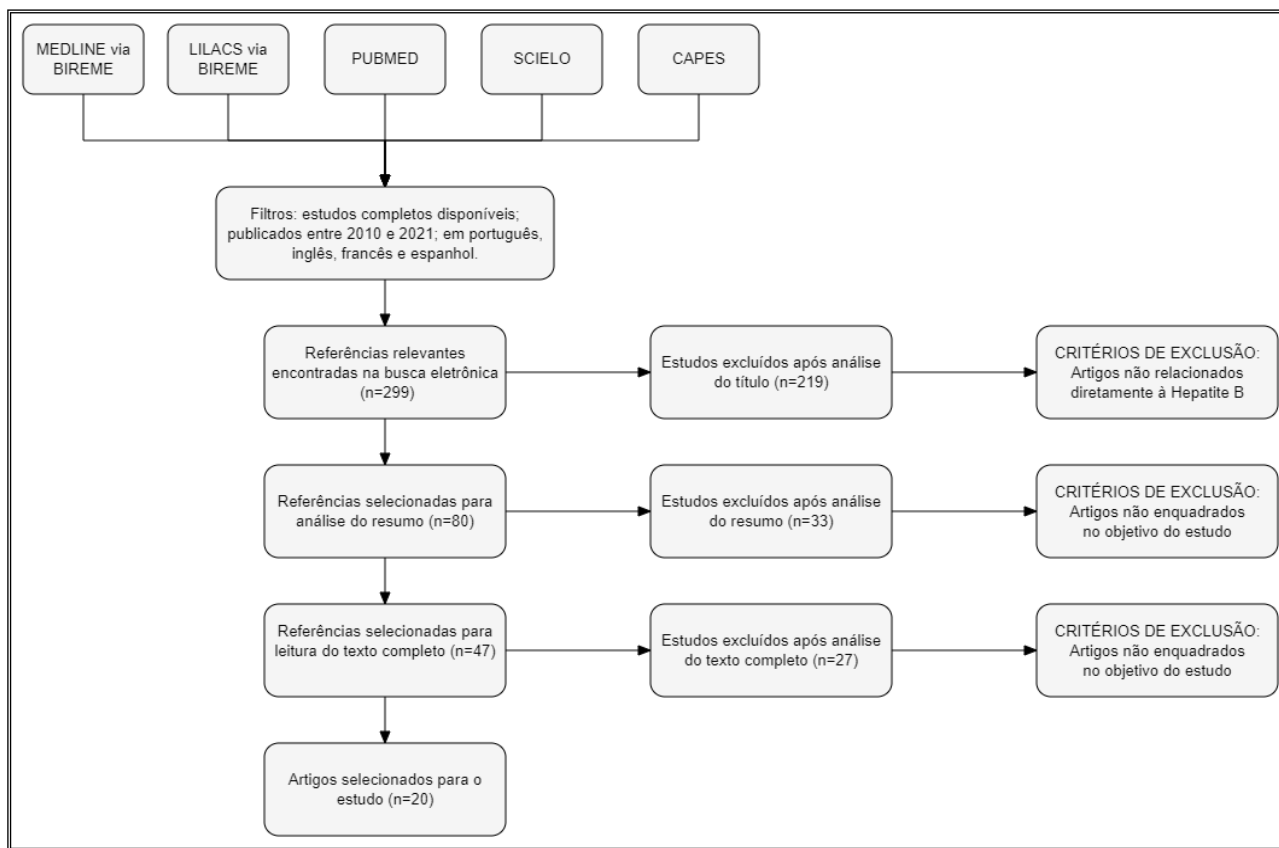 MEDLINE via
BIREME
LILACS via
BIREME
PUBMED
SCIELO
CAPES
Filtros: estudos completos disponíveis;
publicados entre 2010 e 2021; em português,
inglês, francês e espanhol.
Referências relevantes
encontradas na busca eletrônica
(n=299)
Estudos excluídos após análise
do título (n=219)
CRITÉRIOS DE EXCLUSÃO:
Artigos não relacionados
diretamente à Hepatite B
Referências selecionadas para
análise do resumo (n=80)
Estudos excluídos após análise
do resumo (n=33)
CRITÉRIOS DE EXCLUSÃO:
Artigos não enquadrados
no objetivo do estudo
Referências selecionadas para
leitura do texto completo (n=47)
Estudos excluídos após análise
do texto completo (n=27)
CRITÉRIOS DE EXCLUSÃO:
Artigos não enquadrados
no objetivo do estudo
Artigos selecionados para o
estudo (n=20)